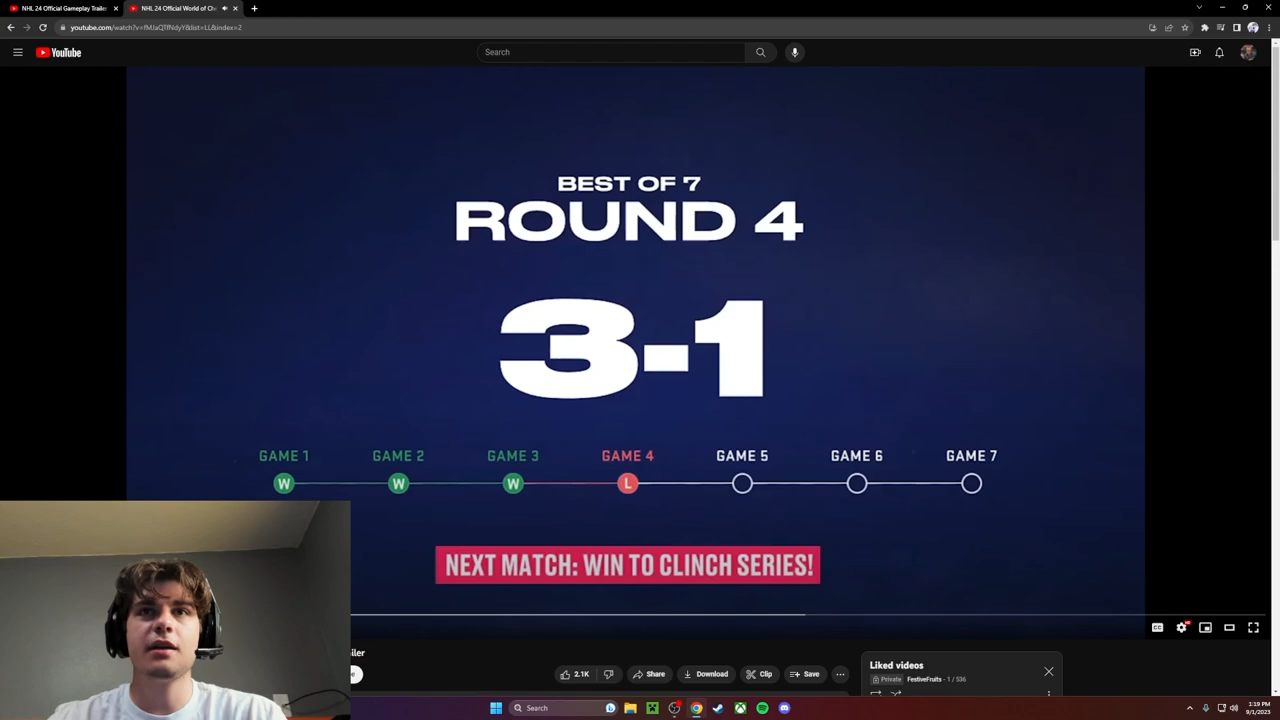 NHL 24 Official Gameplay Trailer
NHL 24 Official World of Ch
youtube.com/watch?v=fMJaQTfNdyY&list=LL&index=2
YouTube
Search
BEST OF 7
ROUND 4
3-1
GAME 1 GAME 2 GAME 3 GAME 4 GAME 5 GAME 6 GAME 7
W W W L
NEXT MATCH: WIN TO CLINCH SERIES!
CC
iler
2.1K Share Download Clip Save
Liked videos
Private FestiveFruits - 1 / 536
Search
1:19 PM
9/1/2023